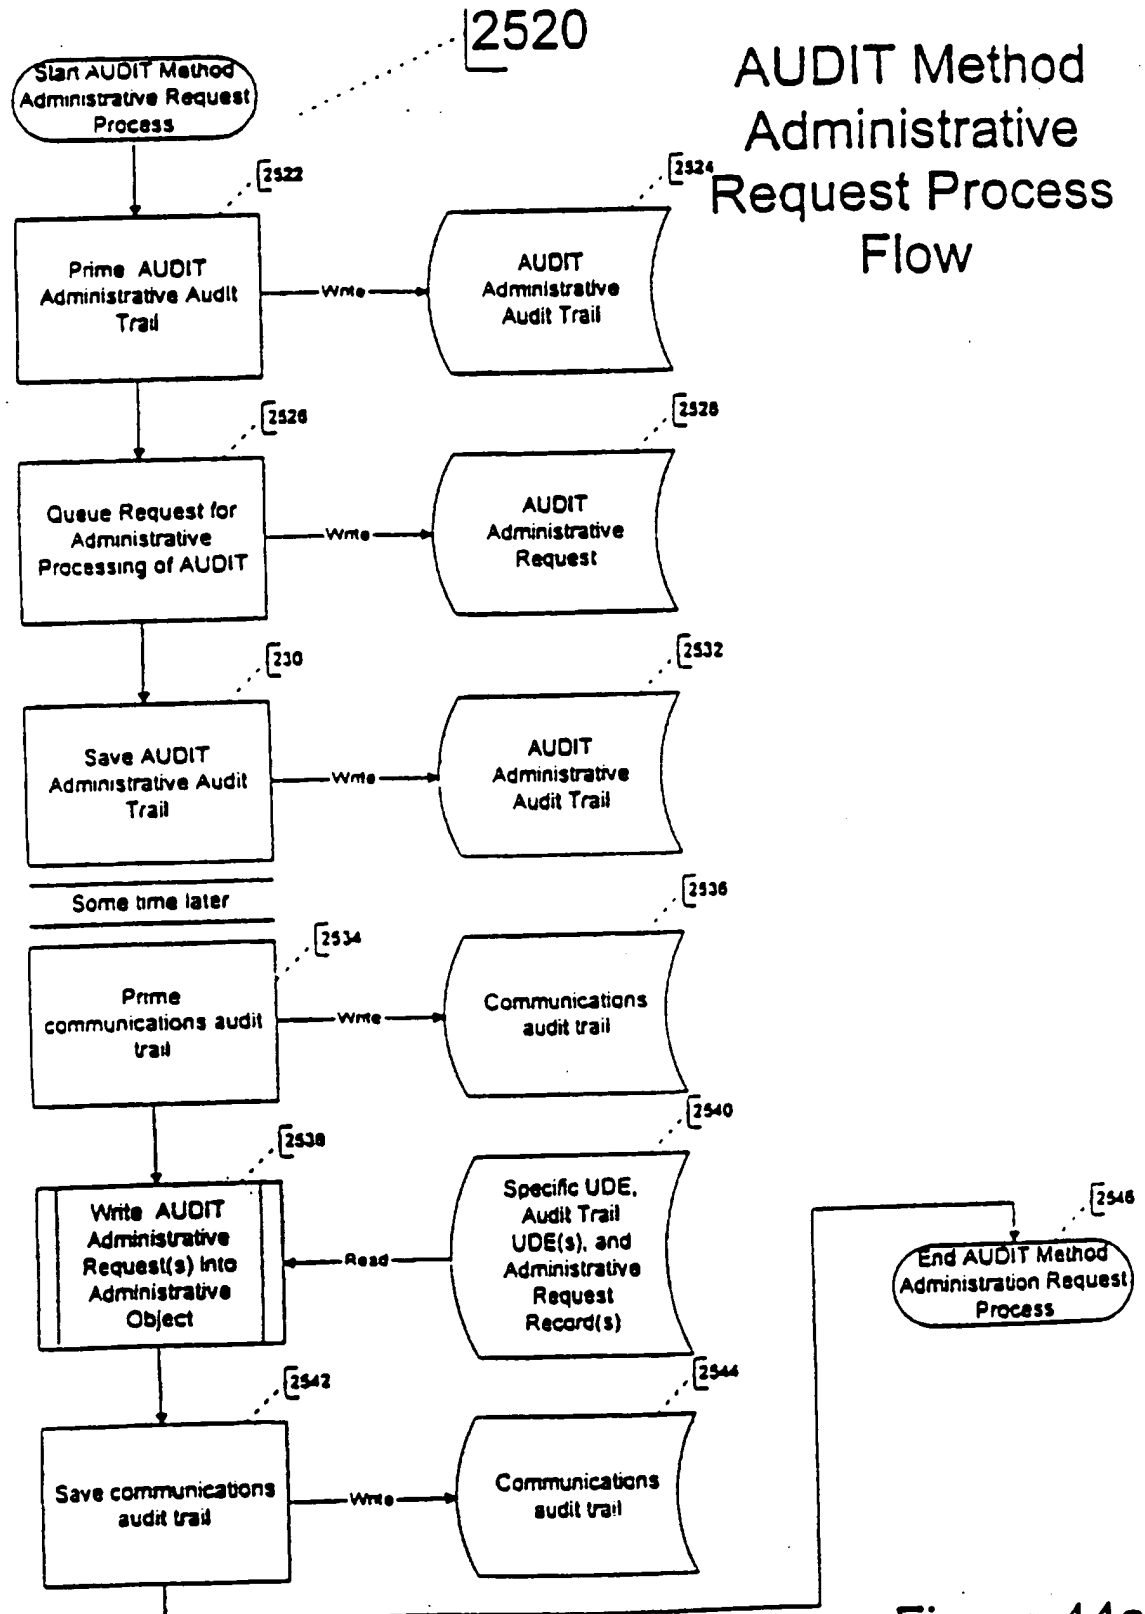 2520
AUDIT Method
Administrative
Request Process
Flow
Start AUDIT Method
Administrative Request
Process
2522
2524
Prime AUDIT
Administrative Audit
Trail
Write
AUDIT
Administrative
Audit Trail
2526
2528
Queue Request for
Administrative
Processing of AUDIT
Write
AUDIT
Administrative
Request
230
2532
Save AUDIT
Administrative Audit
Trail
Write
AUDIT
Administrative
Audit Trail
Some time later
2534
2536
Prime
communications audit
trail
Write
Communications
audit trail
2538
2540
Write AUDIT
Administrative
Request(s) Into
Administrative
Object
Read
Specific UDE,
Audit Trail
UDE(s), and
Administrative
Request
Record(s)
2546
End AUDIT Method
Administration Request
Process
2542
2544
Save communications
audit trail
Write
Communications
audit trail